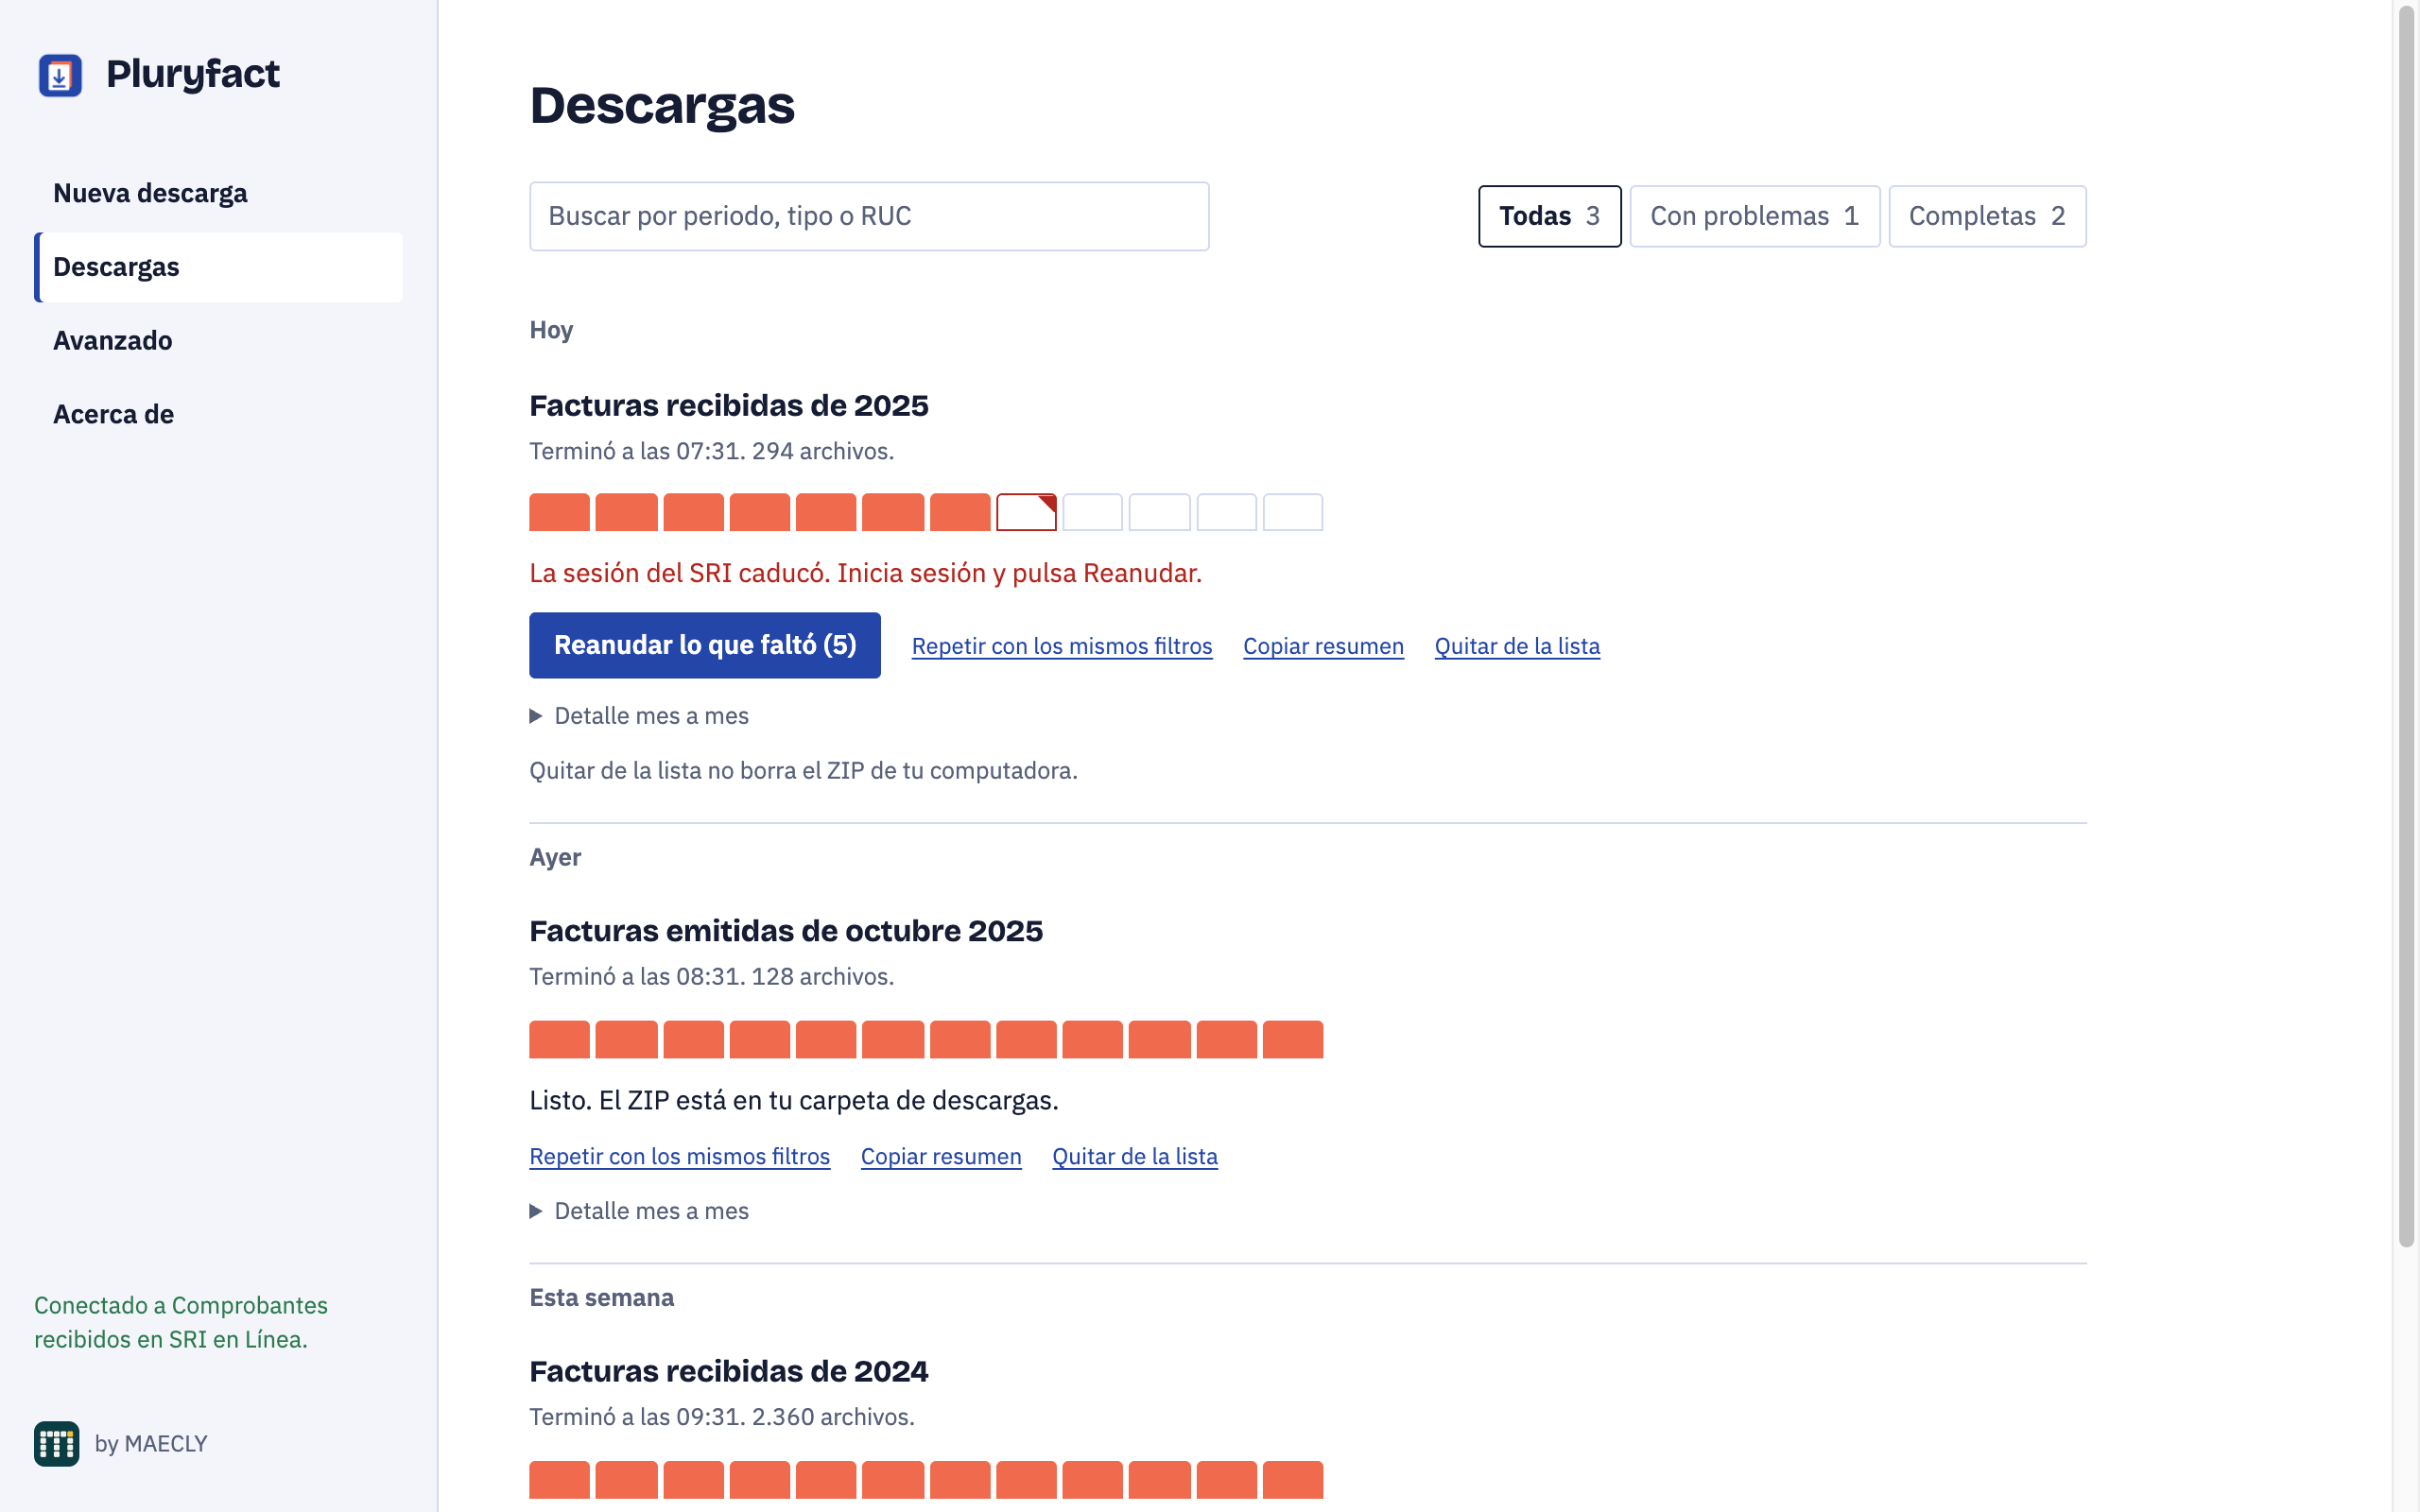 Pluryfact
Nueva descarga
Descargas
Avanzado
Acerca de
Conectado a Comprobantes
recibidos en SRI en Línea.
by MAECLY
Descargas
Buscar por periodo, tipo o RUC
Todas 3
Con problemas 1
Completas 2
Hoy
Facturas recibidas de 2025
Terminó a las 07:31. 294 archivos.
La sesión del SRI caducó. Inicia sesión y pulsa Reanudar.
Reanudar lo que faltó (5)
Repetir con los mismos filtros
Copiar resumen
Quitar de la lista
Detalle mes a mes
Quitar de la lista no borra el ZIP de tu computadora.
Ayer
Facturas emitidas de octubre 2025
Terminó a las 08:31. 128 archivos.
Listo. El ZIP está en tu carpeta de descargas.
Repetir con los mismos filtros
Copiar resumen
Quitar de la lista
Detalle mes a mes
Esta semana
Facturas recibidas de 2024
Terminó a las 09:31. 2.360 archivos.